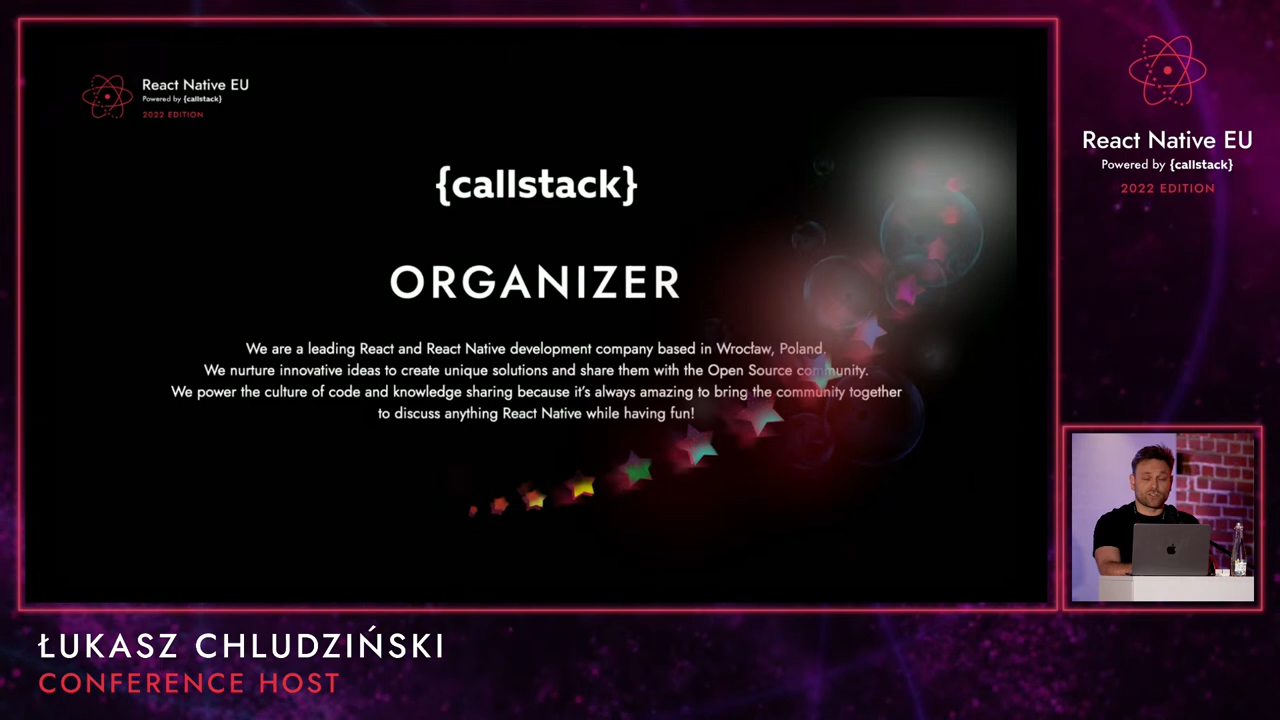 React Native EU
Powered by {callstack}
2022 EDITION
{callstack}
ORGANIZER
We are a leading React and React Native development company based in Wrocław, Poland.
We nurture innovative ideas to create unique solutions and share them with the Open Source community.
We power the culture of code and knowledge sharing because it’s always amazing to bring the community together
to discuss anything React Native while having fun!
React Native EU
Powered by {callstack}
2022 EDITION
ŁUKASZ CHLUDZIŃSKI
CONFERENCE HOST